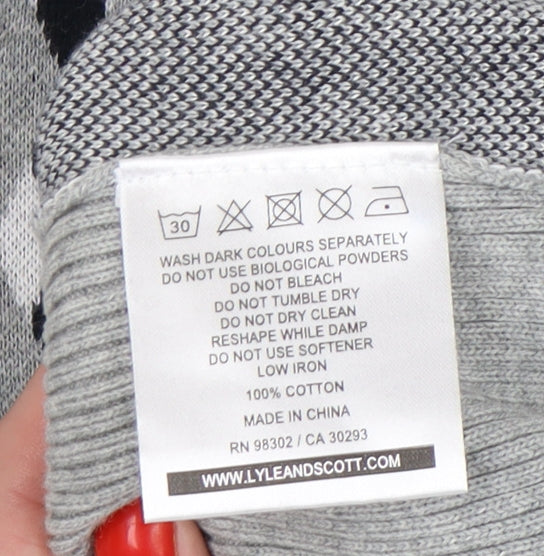 30
WASH DARK COLOURS SEPARATELY
DO NOT USE BIOLOGICAL POWDERS
DO NOT BLEACH
DO NOT TUMBLE DRY
DO NOT DRY CLEAN
RESHAPE WHILE DAMP
DO NOT USE SOFTENER
LOW IRON
100% COTTON
MADE IN CHINA
RN 98302 / CA 30293
WWW.LYLEANDSCOTT.COM